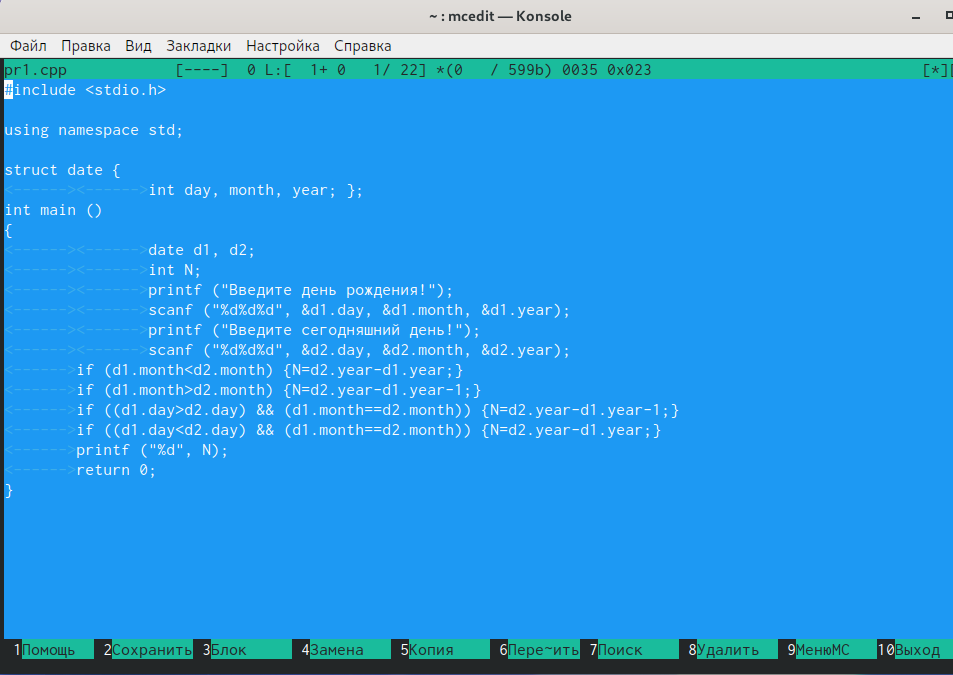 ~ : mcedit — Konsole
Файл Правка Вид Закладки Настройка Справка
pr1.cpp [----] 0 L:[ 1+ 0 1/ 22] *(0 / 599b) 0035 0x023 [*][
#include <stdio.h>
using namespace std;
struct date {
<------><------>int day, month, year; };
int main ()
{
<------><------>date d1, d2;
<------><------>int N;
<------><------>printf ("Введите день рождения!");
<------><------>scanf ("%d%d%d", &d1.day, &d1.month, &d1.year);
<------><------>printf ("Введите сегодняшний день!");
<------><------>scanf ("%d%d%d", &d2.day, &d2.month, &d2.year);
<------>if (d1.month<d2.month) {N=d2.year-d1.year;}
<------>if (d1.month>d2.month) {N=d2.year-d1.year-1;}
<------>if ((d1.day>d2.day) && (d1.month==d2.month)) {N=d2.year-d1.year-1;}
<------>if ((d1.day<d2.day) && (d1.month==d2.month)) {N=d2.year-d1.year;}
<------>printf ("%d", N);
<------>return 0;
}
1Помощь 2Сохранить 3Блок 4Замена 5Копия 6Пере~ить 7Поиск 8Удалить 9МенюMC 10Выход